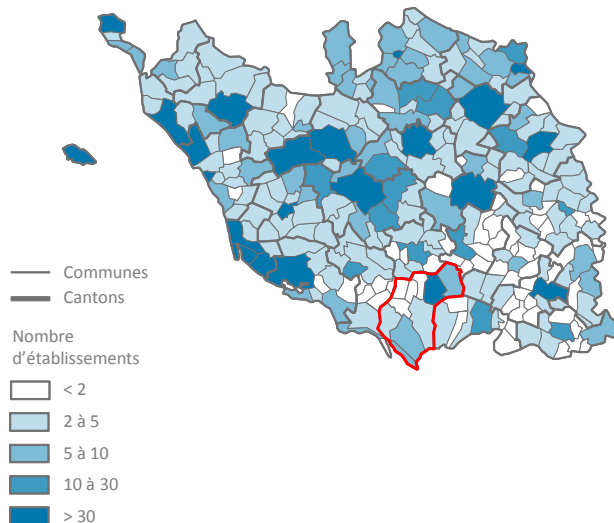 Communes
Cantons
Nombre
d'établissements
< 2
2 à 5
5 à 10
10 à 30
> 30